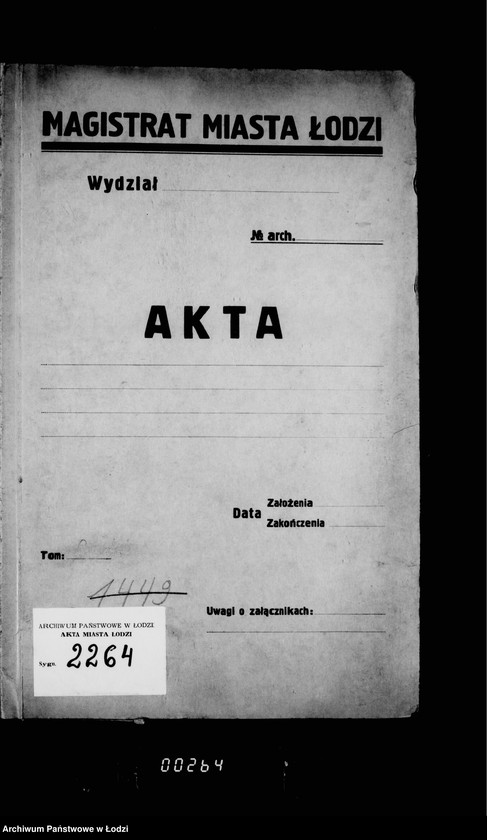 MAGISTRAT MIASTA ŁODZI
Wydział
№ arch.
AKTA
Data Założenia
Zakończenia
Tom:
1449
Uwagi o załącznikach:
ARCHIWUM PAŃSTWOWE W ŁODZI
AKTA MIASTA ŁODZI
Sygn. 2264
00264
Archiwum Państwowe w Łodzi